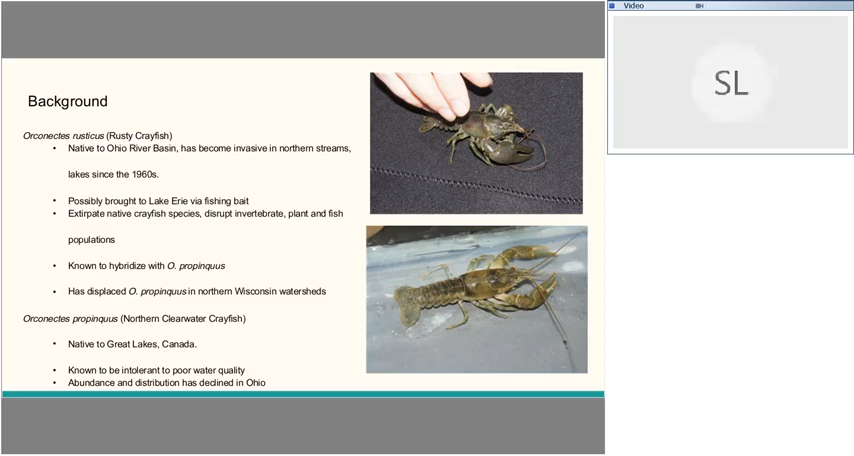 Video
SL
Background
Orconectes rusticus (Rusty Crayfish)
• Native to Ohio River Basin, has become invasive in northern streams,
lakes since the 1960s.
• Possibly brought to Lake Erie via fishing bait
• Extirpate native crayfish species, disrupt invertebrate, plant and fish
populations
• Known to hybridize with O. propinquus
• Has displaced O. propinquus in northern Wisconsin watersheds
Orconectes propinquus (Northern Clearwater Crayfish)
• Native to Great Lakes, Canada.
• Known to be intolerant to poor water quality
• Abundance and distribution has declined in Ohio